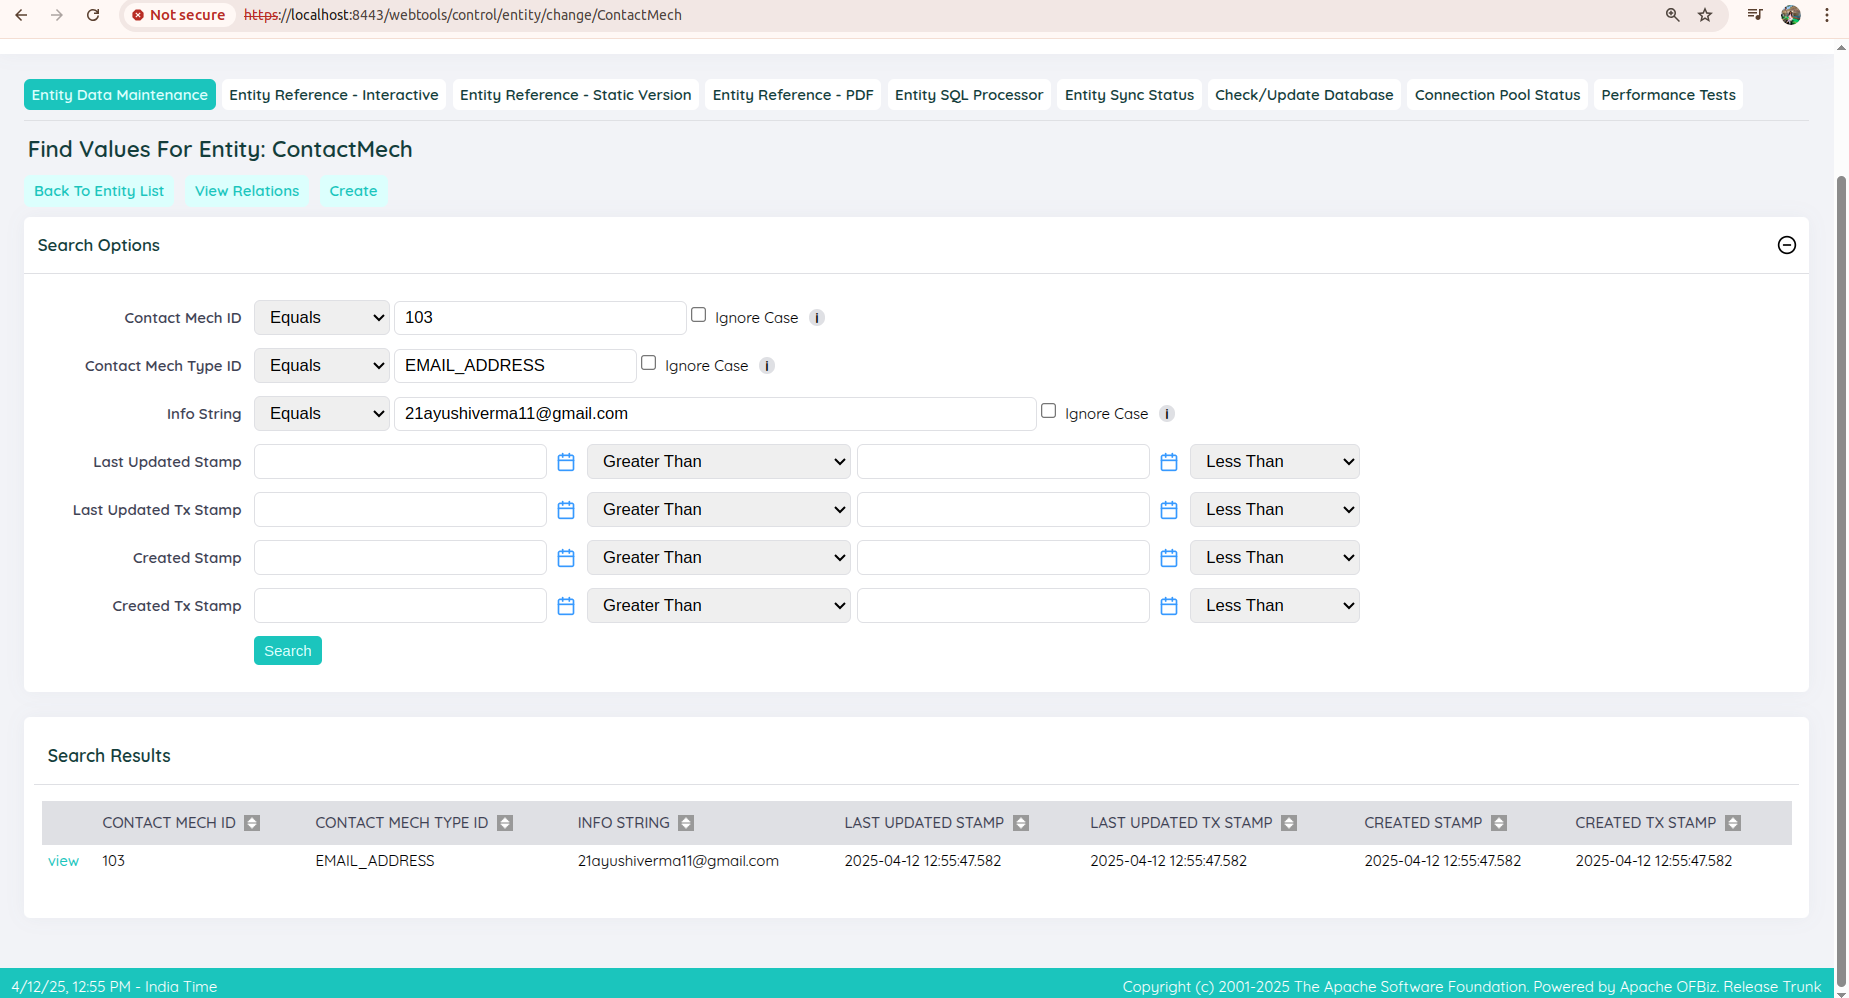 Not secure https://localhost:8443/webtools/control/entity/change/ContactMech
Entity Data Maintenance Entity Reference - Interactive Entity Reference - Static Version Entity Reference - PDF Entity SQL Processor Entity Sync Status Check/Update Database Connection Pool Status Performance Tests
Find Values For Entity: ContactMech
Back To Entity List View Relations Create
Search Options
Contact Mech ID Equals 103 Ignore Case i
Contact Mech Type ID Equals EMAIL_ADDRESS Ignore Case i
Info String Equals 21ayushiverma11@gmail.com Ignore Case i
Last Updated Stamp Greater Than Less Than
Last Updated Tx Stamp Greater Than Less Than
Created Stamp Greater Than Less Than
Created Tx Stamp Greater Than Less Than
Search
Search Results
CONTACT MECH ID CONTACT MECH TYPE ID INFO STRING LAST UPDATED STAMP LAST UPDATED TX STAMP CREATED STAMP CREATED TX STAMP
view 103 EMAIL_ADDRESS 21ayushiverma11@gmail.com 2025-04-12 12:55:47.582 2025-04-12 12:55:47.582 2025-04-12 12:55:47.582 2025-04-12 12:55:47.582
4/12/25, 12:55 PM - India Time Copyright (c) 2001-2025 The Apache Software Foundation. Powered by Apache OFBiz. Release Trunk